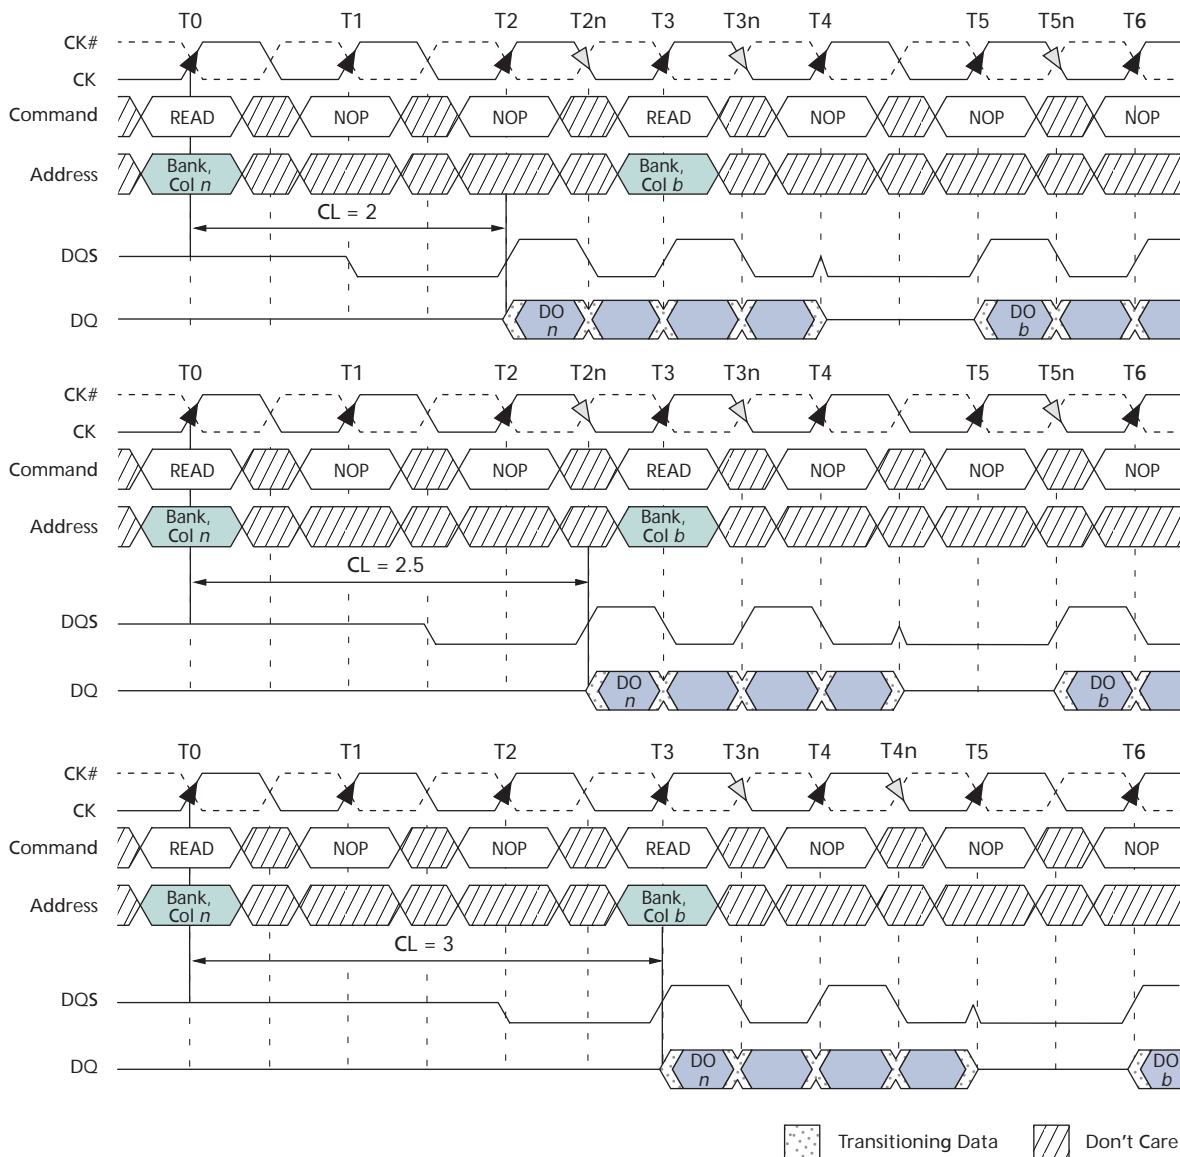 T0 T1 T2 T2n T3 T3n T4 T5 T5n T6
CK#
CK
Command READ NOP NOP READ NOP NOP NOP
Address Bank, Col n Bank, Col b
CL = 2
DQS
DQ DO n DO b
T0 T1 T2 T2n T3 T3n T4 T5 T5n T6
CK#
CK
Command READ NOP NOP READ NOP NOP NOP
Address Bank, Col n Bank, Col b
CL = 2.5
DQS
DQ DO n DO b
T0 T1 T2 T3 T3n T4 T4n T5 T6
CK#
CK
Command READ NOP NOP READ NOP NOP NOP
Address Bank, Col n Bank, Col b
CL = 3
DQS
DQ DO n DO b
Transitioning Data Don't Care